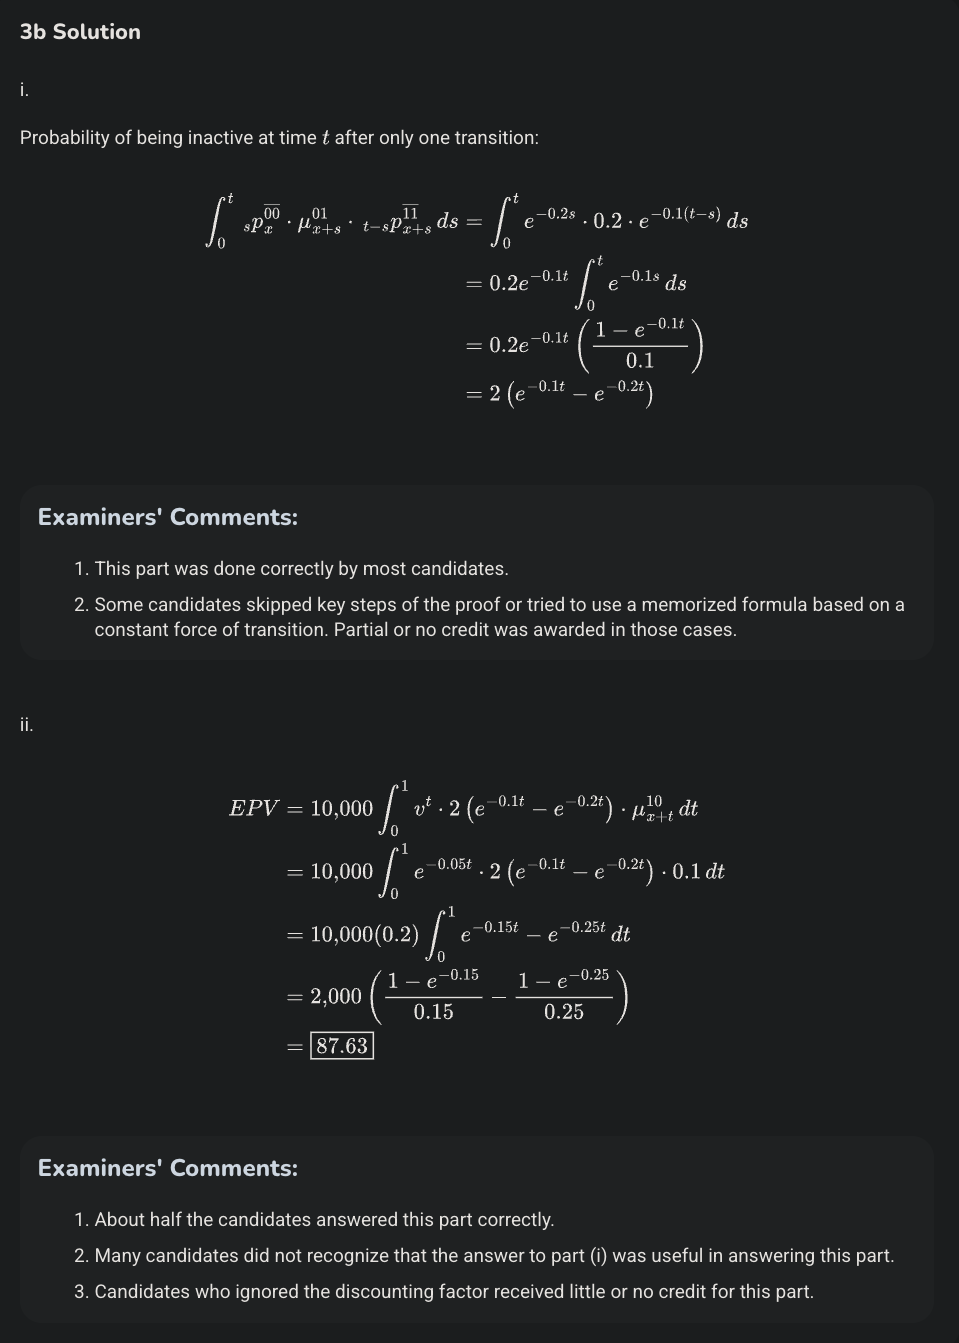 3b Solution
i.
Probability of being inactive at time t after only one transition:
\int_0^t {}_sp_x^{\overline{00}} \cdot \mu_{x+s}^{01} \cdot {}_{t-s}p_{x+s}^{\overline{11}} \, ds = \int_0^t e^{-0.2s} \cdot 0.2 \cdot e^{-0.1(t-s)} \, ds
= 0.2e^{-0.1t} \int_0^t e^{-0.1s} \, ds
= 0.2e^{-0.1t} \left( \frac{1 - e^{-0.1t}}{0.1} \right)
= 2 \left( e^{-0.1t} - e^{-0.2t} \right)
Examiners' Comments:
1. This part was done correctly by most candidates.
2. Some candidates skipped key steps of the proof or tried to use a memorized formula based on a
constant force of transition. Partial or no credit was awarded in those cases.
ii.
EPV = 10,000 \int_0^1 v^t \cdot 2 \left( e^{-0.1t} - e^{-0.2t} \right) \cdot \mu_{x+t}^{10} \, dt
= 10,000 \int_0^1 e^{-0.05t} \cdot 2 \left( e^{-0.1t} - e^{-0.2t} \right) \cdot 0.1 \, dt
= 10,000(0.2) \int_0^1 e^{-0.15t} - e^{-0.25t} \, dt
= 2,000 \left( \frac{1 - e^{-0.15}}{0.15} - \frac{1 - e^{-0.25}}{0.25} \right)
= \boxed{87.63}
Examiners' Comments:
1. About half the candidates answered this part correctly.
2. Many candidates did not recognize that the answer to part (i) was useful in answering this part.
3. Candidates who ignored the discounting factor received little or no credit for this part.